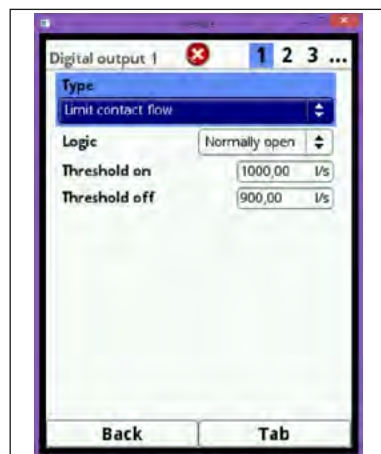 Digital output 1 1 2 3 ...
Type
Limit contact flow
Logic Normally open
Threshold on 1000,00 l/s
Threshold off 900,00 l/s
Back Tab